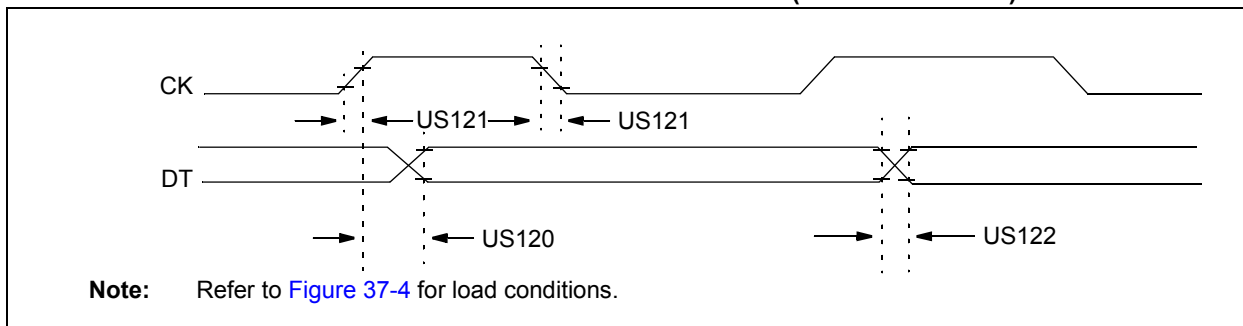 CK
US121
US121
DT
US120
US122
Note: Refer to Figure 37-4 for load conditions.